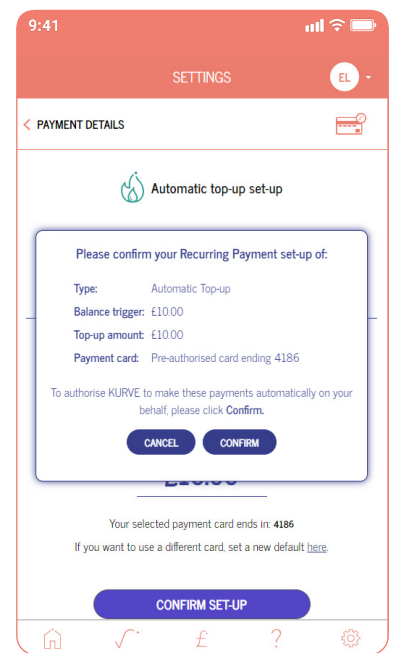 9:41
SETTINGS
EL
PAYMENT DETAILS
Automatic top-up set-up
Please confirm your Recurring Payment set-up of:
Type: Automatic Top-up
Balance trigger: £10.00
Top-up amount: £10.00
Payment card: Pre-authorised card ending 4186
To authorise KURVE to make these payments automatically on your
behalf, please click Confirm.
CANCEL CONFIRM
Your selected payment card ends in: 4186
If you want to use a different card, set a new default here.
CONFIRM SET-UP
£ ?